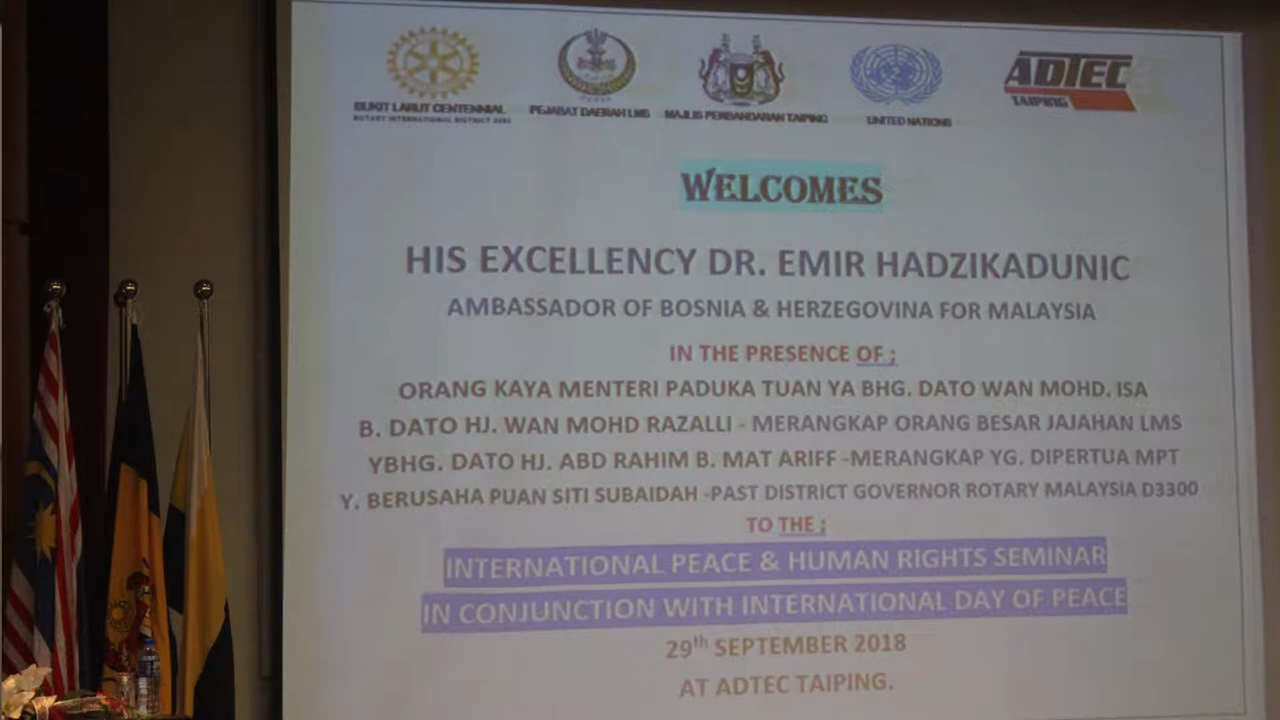 BUKIT LARUT CENTENNIAL
ROTARY INTERNATIONAL DISTRICT
PEJABAT DAERAH LMS
MAJLIS PERBANDARAN TAIPING
UNITED NATIONS
ADTEC
TAIPING
WELCOMES
HIS EXCELLENCY DR. EMIR HADZIKADUNIC
AMBASSADOR OF BOSNIA & HERZEGOVINA FOR MALAYSIA
IN THE PRESENCE OF ;
ORANG KAYA MENTERI PADUKA TUAN YA BHG. DATO WAN MOHD. ISA
B. DATO HJ. WAN MOHD RAZALLI - MERANGKAP ORANG BESAR JAJAHAN LMS
YBHG. DATO HJ. ABD RAHIM B. MAT ARIFF -MERANGKAP YG. DIPERTUA MPT
Y. BERUSAHA PUAN SITI SUBAIDAH -PAST DISTRICT GOVERNOR ROTARY MALAYSIA D3300
TO THE ;
INTERNATIONAL PEACE & HUMAN RIGHTS SEMINAR
IN CONJUNCTION WITH INTERNATIONAL DAY OF PEACE
29th SEPTEMBER 2018
AT ADTEC TAIPING.